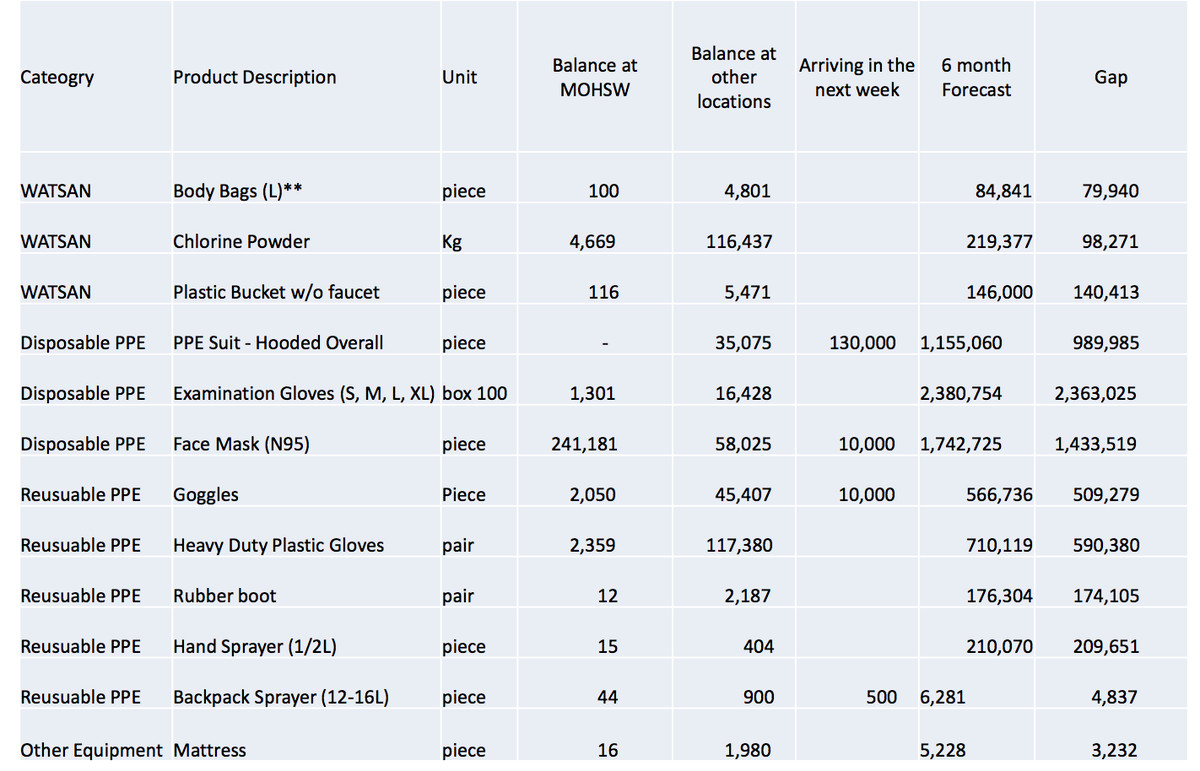 Cateogry Product Description Unit Balance at MOHSW Balance at other locations Arriving in the next week 6 month Forecast Gap
WATSAN Body Bags (L)** piece 100 4,801 84,841 79,940
WATSAN Chlorine Powder Kg 4,669 116,437 219,377 98,271
WATSAN Plastic Bucket w/o faucet piece 116 5,471 146,000 140,413
Disposable PPE PPE Suit - Hooded Overall piece - 35,075 130,000 1,155,060 989,985
Disposable PPE Examination Gloves (S, M, L, XL) box 100 1,301 16,428 2,380,754 2,363,025
Disposable PPE Face Mask (N95) piece 241,181 58,025 10,000 1,742,725 1,433,519
Reusuable PPE Goggles Piece 2,050 45,407 10,000 566,736 509,279
Reusuable PPE Heavy Duty Plastic Gloves pair 2,359 117,380 710,119 590,380
Reusuable PPE Rubber boot pair 12 2,187 176,304 174,105
Reusuable PPE Hand Sprayer (1/2L) piece 15 404 210,070 209,651
Reusuable PPE Backpack Sprayer (12-16L) piece 44 900 500 6,281 4,837
Other Equipment Mattress piece 16 1,980 5,228 3,232